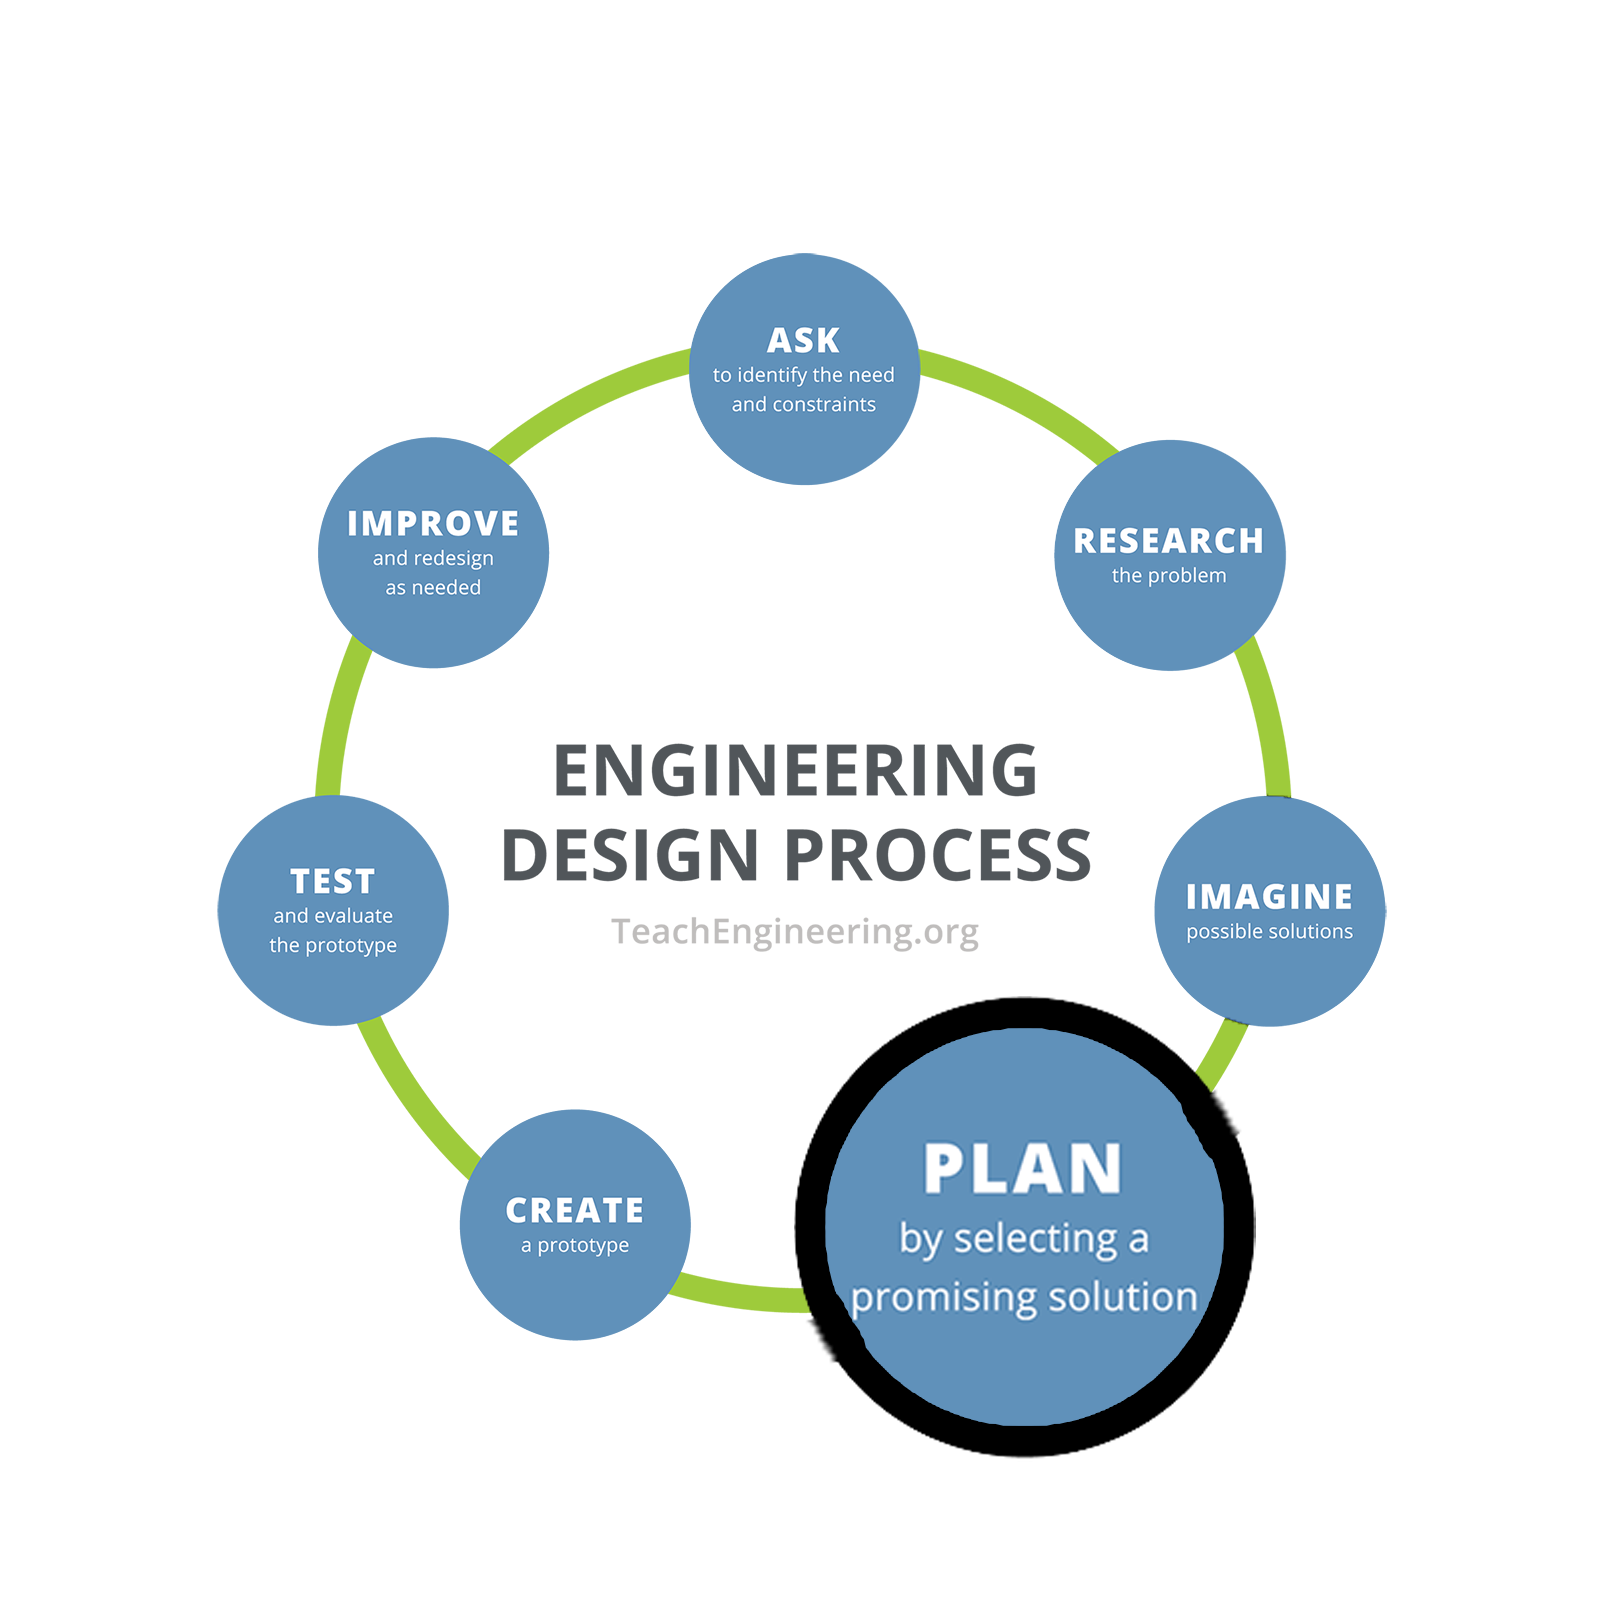 ASK
to identify the need
and constraints
RESEARCH
the problem
IMAGINE
possible solutions
PLAN
by selecting a
promising solution
CREATE
a prototype
TEST
and evaluate
the prototype
IMPROVE
and redesign
as needed
ENGINEERING
DESIGN PROCESS
TeachEngineering.org